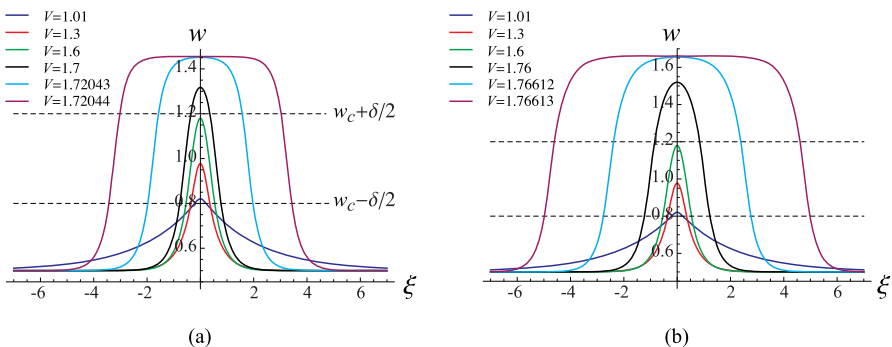 V=1.01
V=1.3
V=1.6
V=1.7
V=1.72043
V=1.72044
w
1.4
1.2
1.0
0.8
0.6
w_c+δ/2
w_c−δ/2
-6 -4 -2 2 4 6
ξ
(a)
V=1.01
V=1.3
V=1.6
V=1.76
V=1.76612
V=1.76613
w
1.6
1.4
1.2
1.0
0.8
0.6
-6 -4 -2 2 4 6
ξ
(b)